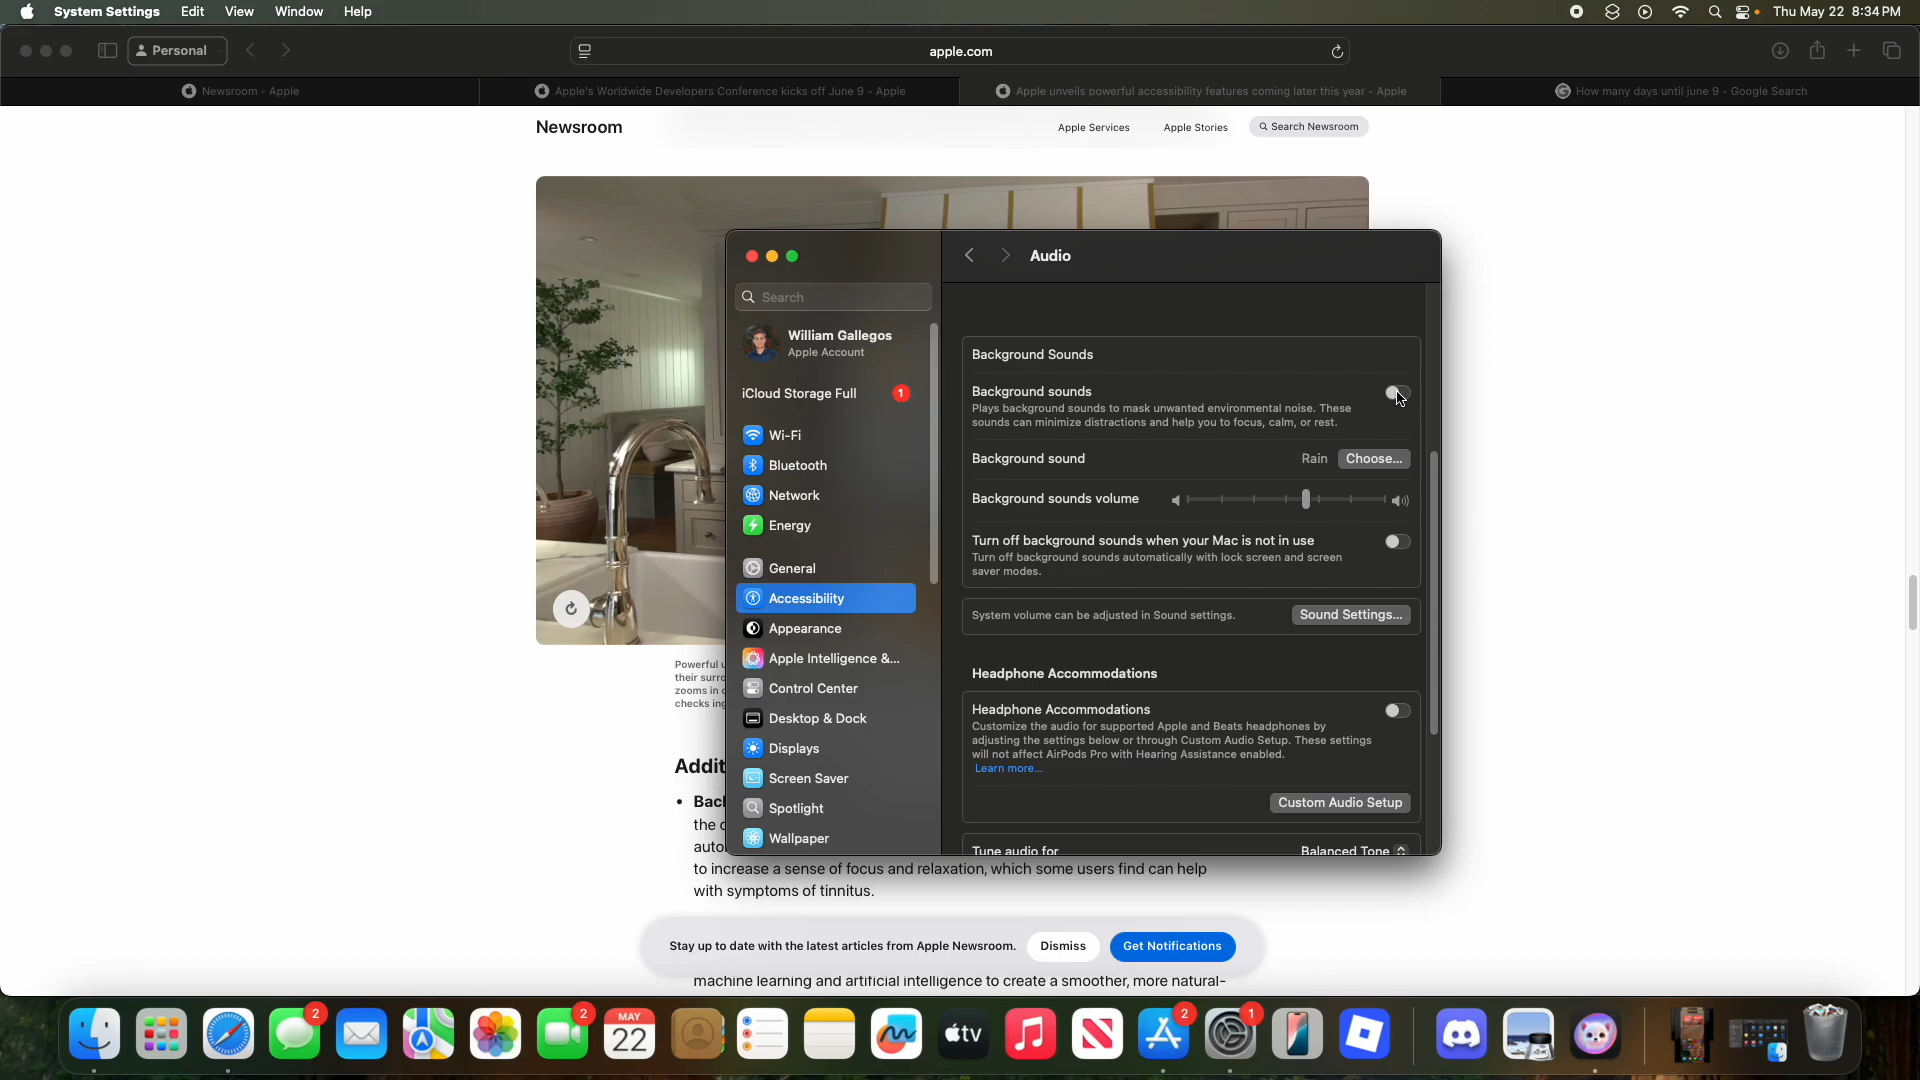 System Settings Edit View Window Help Thu May 22 8:34 PM
Personal apple.com
Newsroom - Apple Apple's Worldwide Developers Conference kicks off June 9 - Apple Apple unveils powerful accessibility features coming later this year - Apple How many days until june 9 - Google Search
Newsroom Apple Services Apple Stories Search Newsroom
Audio
Search
William Gallegos
Apple Account
iCloud Storage Full 1
Wi-Fi
Bluetooth
Network
Energy
General
Accessibility
Appearance
Apple Intelligence &...
Control Center
Desktop & Dock
Displays
Screen Saver
Spotlight
Wallpaper
Background Sounds
Background sounds
Plays background sounds to mask unwanted environmental noise. These
sounds can minimize distractions and help you to focus, calm, or rest.
Background sound Rain Choose...
Background sounds volume
Turn off background sounds when your Mac is not in use
Turn off background sounds automatically with lock screen and screen
saver modes.
System volume can be adjusted in Sound settings. Sound Settings...
Headphone Accommodations
Headphone Accommodations
Customize the audio for supported Apple and Beats headphones by
adjusting the settings below or through Custom Audio Setup. These settings
will not affect AirPods Pro with Hearing Assistance enabled.
Learn more...
Custom Audio Setup
Tune audio for Balanced Tone
Powerful
their
zooms in
checks
the
to increase a sense of focus and relaxation, which some users find can help
with symptoms of tinnitus.
Stay up to date with the latest articles from Apple Newsroom. Dismiss Get Notifications
machine learning and artificial intelligence to create a smoother, more natural-
2 2 MAY 22 tv 2 1